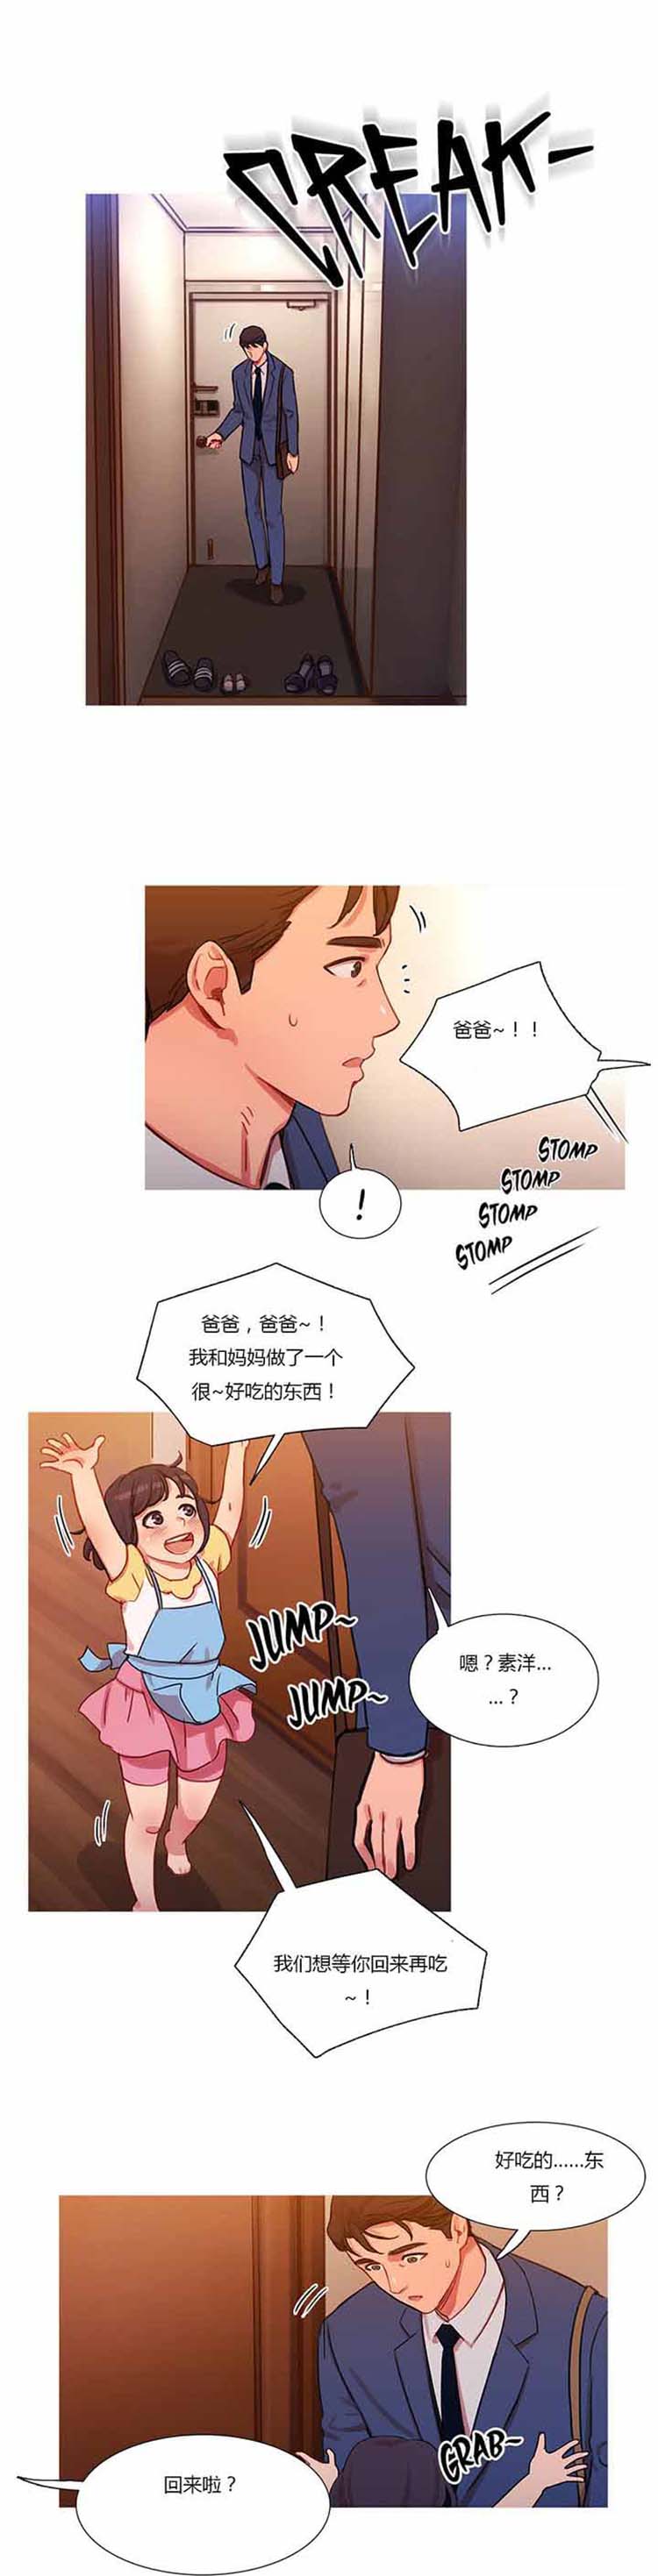 CREAK-
爸爸~！！
!
STOMP
STOMP
STOMP
STOMP
爸爸，爸爸~！
我和妈妈做了一个
很~好吃的东西！
JUMP~
JUMP~
嗯？素洋...
...？
我们想等你回来再吃
~！
好吃的......东
西？
GRAB~
回来啦？